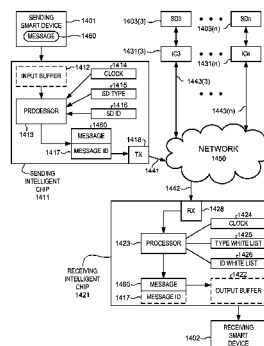 SENDING
SMART DEVICE
MESSAGE
1401
1460
1403(3)
SD3
SDn
1403(n)
1431(3)
IC3
ICn
1431(n)
1443(3)
1443(n)
1412
INPUT BUFFER
1414
CLOCK
1415
SD TYPE
1416
SD ID
PROCESSOR
1413
1460
MESSAGE
1417
MESSAGE ID
1418
TX
1441
SENDING
INTELLIGENT
CHIP
1411
NETWORK
1450
1442
RX
1428
1424
CLOCK
1425
TYPE WHITE LIST
1426
ID WHITE LIST
1423
PROCESSOR
1422
1460
MESSAGE
1417
MESSAGE ID
OUTPUT BUFFER
RECEIVING
INTELLIGENT
CHIP
1421
1402
RECEIVING
SMART
DEVICE